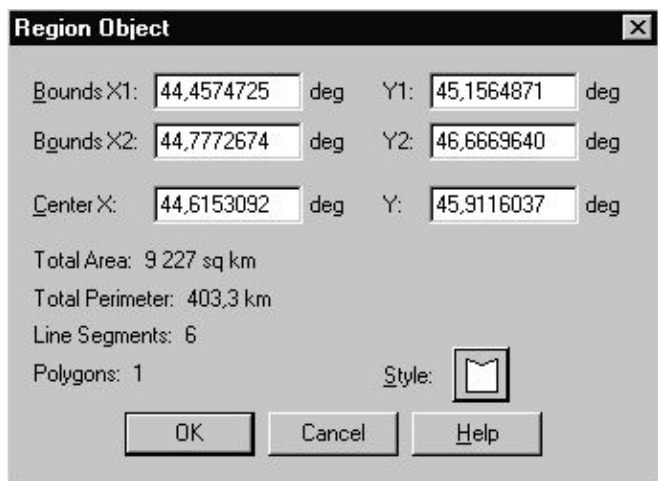 Region Object
Bounds X1: 44,4574725 deg Y1: 45,1564871 deg
Bounds X2: 44,7772674 deg Y2: 46,6669640 deg
Center X: 44,6153092 deg Y: 45,9116037 deg
Total Area: 9 227 sq km
Total Perimeter: 403,3 km
Line Segments: 6
Polygons: 1 Style:
OK Cancel Help